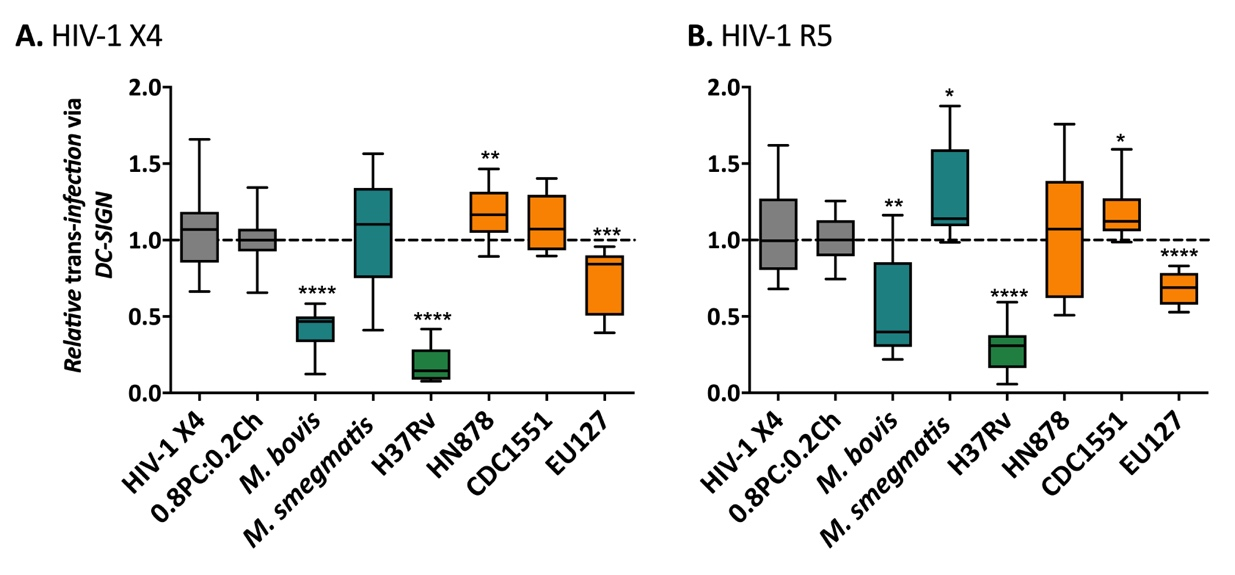 A. HIV-1 X4
Relative trans-infection via
DC-SIGN
2.0
1.5
1.0
0.5
0.0
****
****
**
***
HIV-1 X4
0.8PC:0.2Ch
M. bovis
M. smegmatis
H37Rv
HN878
CDC1551
EU127
B. HIV-1 R5
2.0
1.5
1.0
0.5
0.0
**
*
****
*
****
HIV-1 X4
0.8PC:0.2Ch
M. bovis
M. smegmatis
H37Rv
HN878
CDC1551
EU127